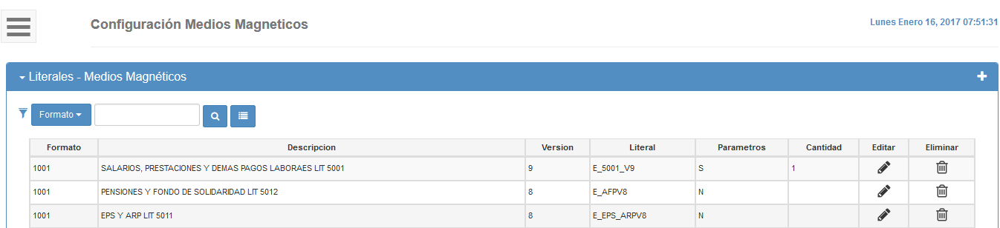 Configuración Medios Magneticos
Lunes Enero 16, 2017 07:51:31
Literales - Medios Magnéticos
Formato
Formato Descripcion Version Literal Parametros Cantidad Editar Eliminar
1001 SALARIOS, PRESTACIONES Y DEMAS PAGOS LABORAES LIT 5001 9 E_5001_V9 S 1
1001 PENSIONES Y FONDO DE SOLIDARIDAD LIT 5012 8 E_AFPV8 N
1001 EPS Y ARP LIT 5011 8 E_EPS_ARPV8 N